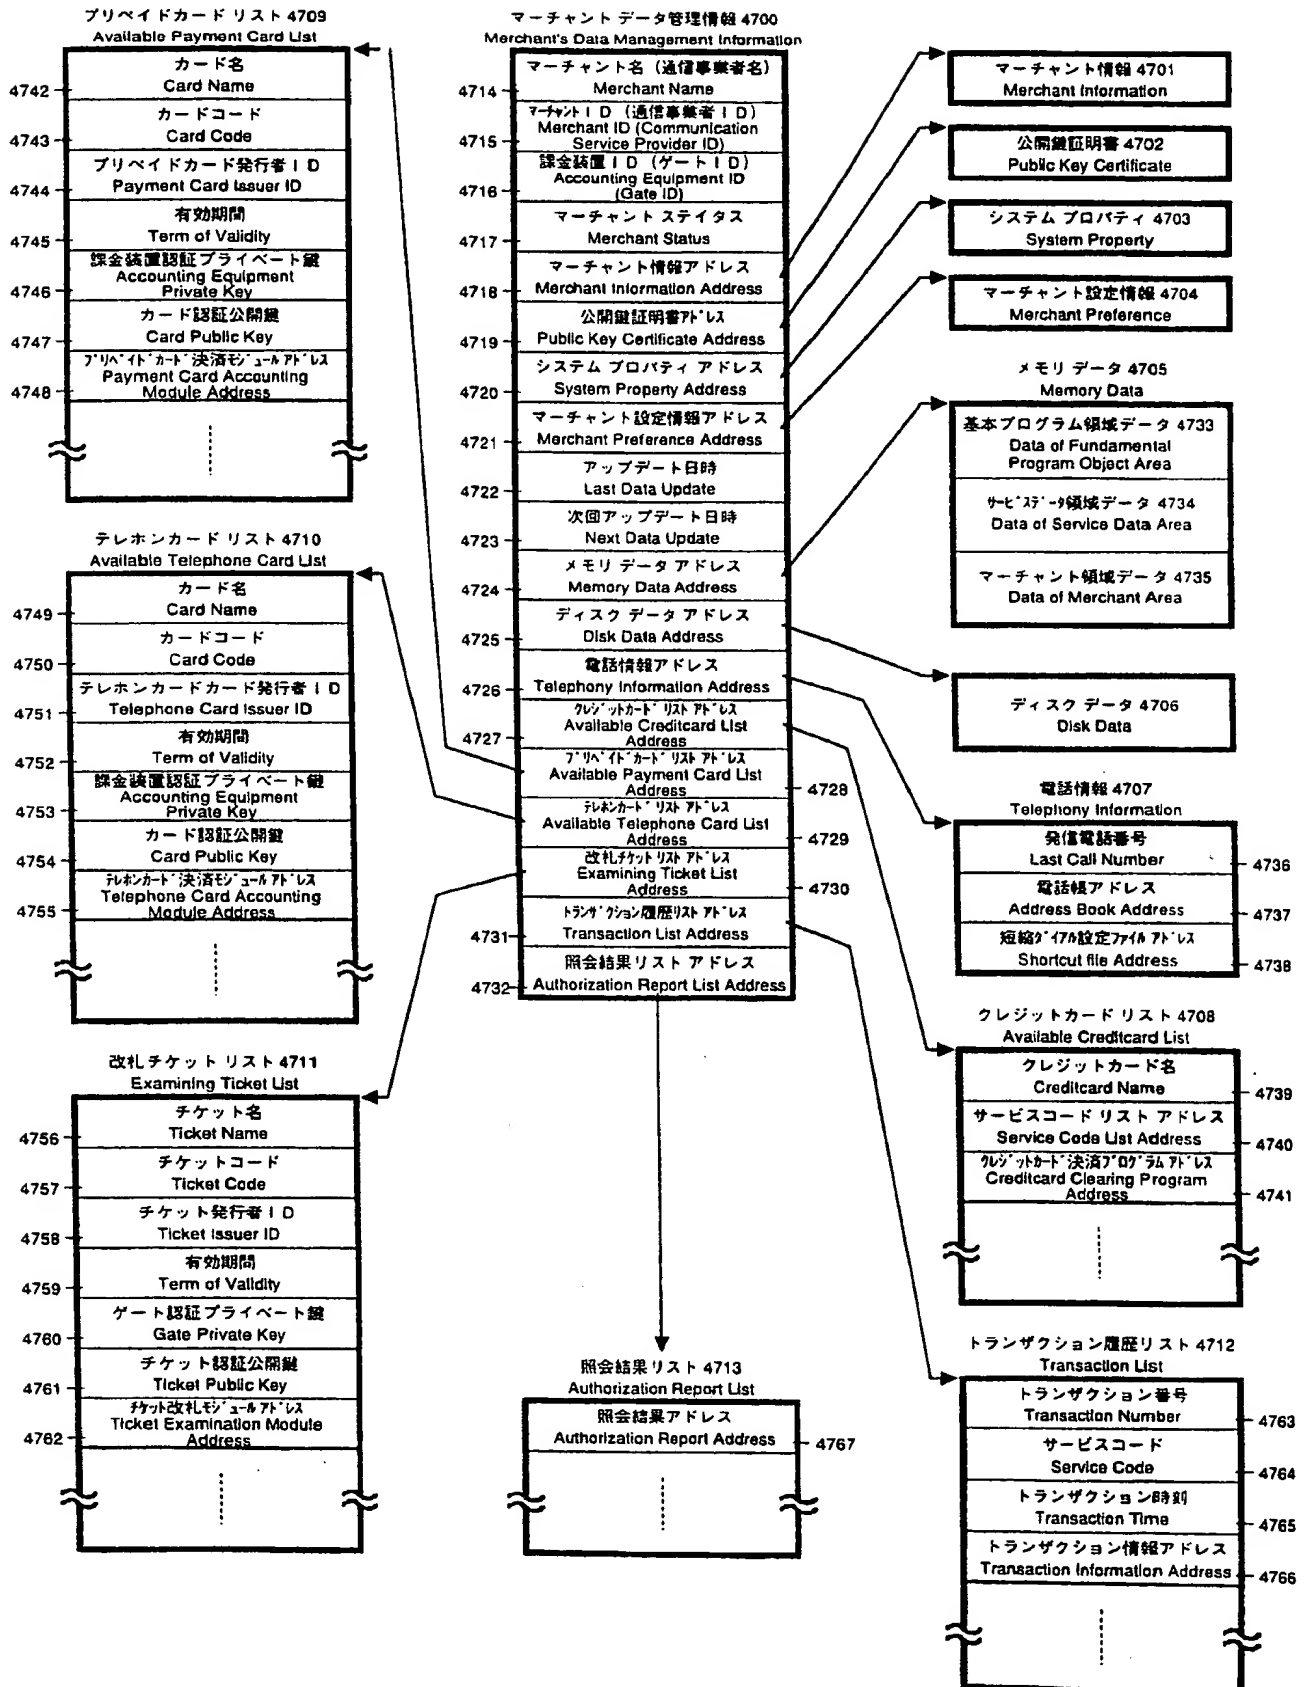 プリペイドカード リスト 4709
Available Payment Card List
カード名
Card Name
4742
カードコード
Card Code
4743
プリペイドカード発行者ID
Payment Card Issuer ID
4744
有効期間
Term of Validity
4745
課金装置認証プライベート鍵
Accounting Equipment
Private Key
4746
カード認証公開鍵
Card Public Key
4747
プリペイドカード決済モジュールアドレス
Payment Card Accounting
Module Address
4748
テレホンカード リスト 4710
Available Telephone Card List
カード名
Card Name
4749
カードコード
Card Code
4750
テレホンカードカード発行者ID
Telephone Card Issuer ID
4751
有効期間
Term of Validity
4752
課金装置認証プライベート鍵
Accounting Equipment
Private Key
4753
カード認証公開鍵
Card Public Key
4754
テレホンカード決済モジュールアドレス
Telephone Card Accounting
Module Address
4755
改札チケット リスト 4711
Examining Ticket List
チケット名
Ticket Name
4756
チケットコード
Ticket Code
4757
チケット発行者ID
Ticket Issuer ID
4758
有効期間
Term of Validity
4759
ゲート認証プライベート鍵
Gate Private Key
4760
チケット認証公開鍵
Ticket Public Key
4761
チケット改札モジュールアドレス
Ticket Examination Module
Address
4762
マーチャント データ管理情報 4700
Merchant's Data Management Information
マーチャント名 (通信事業者名)
Merchant Name
4714
マーチャントID (通信事業者ID)
Merchant ID (Communication
Service Provider ID)
4715
課金装置ID (ゲートID)
Accounting Equipment ID
(Gate ID)
4716
マーチャント ステイタス
Merchant Status
4717
マーチャント情報アドレス
Merchant Information Address
4718
公開鍵証明書アドレス
Public Key Certificate Address
4719
システム プロパティ アドレス
System Property Address
4720
マーチャント設定情報アドレス
Merchant Preference Address
4721
アップデート日時
Last Data Update
4722
次回アップデート日時
Next Data Update
4723
メモリ データ アドレス
Memory Data Address
4724
ディスク データ アドレス
Disk Data Address
4725
電話情報アドレス
Telephony Information Address
4726
クレジットカード リスト アドレス
Available Creditcard List
Address
4727
プリペイドカード リスト アドレス
Available Payment Card List
Address
4728
テレホンカード リスト アドレス
Available Telephone Card List
Address
4729
改札チケット リスト アドレス
Examining Ticket List
Address
4730
トランザクション履歴リスト アドレス
Transaction List Address
4731
照会結果リスト アドレス
Authorization Report List Address
4732
照会結果リスト 4713
Authorization Report List
照会結果アドレス
Authorization Report Address
4767
マーチャント情報 4701
Merchant Information
公開鍵証明書 4702
Public Key Certificate
システム プロパティ 4703
System Property
マーチャント設定情報 4704
Merchant Preference
メモリ データ 4705
Memory Data
基本プログラム領域データ 4733
Data of Fundamental
Program Object Area
サービスデータ領域データ 4734
Data of Service Data Area
マーチャント領域データ 4735
Data of Merchant Area
ディスク データ 4706
Disk Data
電話情報 4707
Telephony Information
発信電話番号
Last Call Number
4736
電話帳アドレス
Address Book Address
4737
短縮ダイアル設定ファイル アドレス
Shortcut file Address
4738
クレジットカード リスト 4708
Available Creditcard List
クレジットカード名
Creditcard Name
4739
サービスコード リスト アドレス
Service Code List Address
4740
クレジットカード決済プログラム アドレス
Creditcard Clearing Program
Address
4741
トランザクション履歴リスト 4712
Transaction List
トランザクション番号
Transaction Number
4763
サービスコード
Service Code
4764
トランザクション時刻
Transaction Time
4765
トランザクション情報アドレス
Transaction Information Address
4766